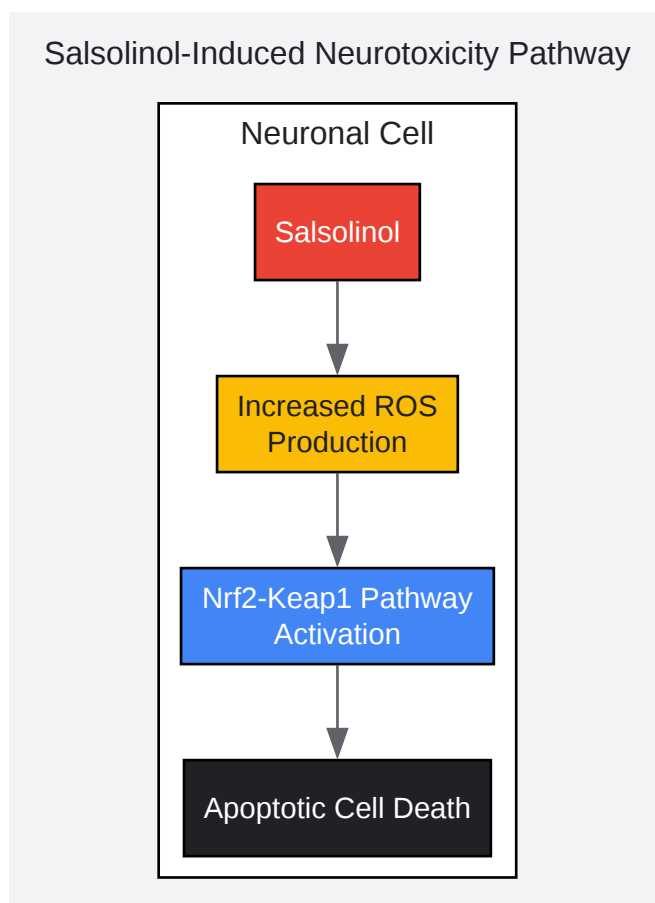 Salsolinol-Induced Neurotoxicity Pathway
Neuronal Cell
Salsolinol
Increased ROS
Production
Nrf2-Keap1 Pathway
Activation
Apoptotic Cell Death